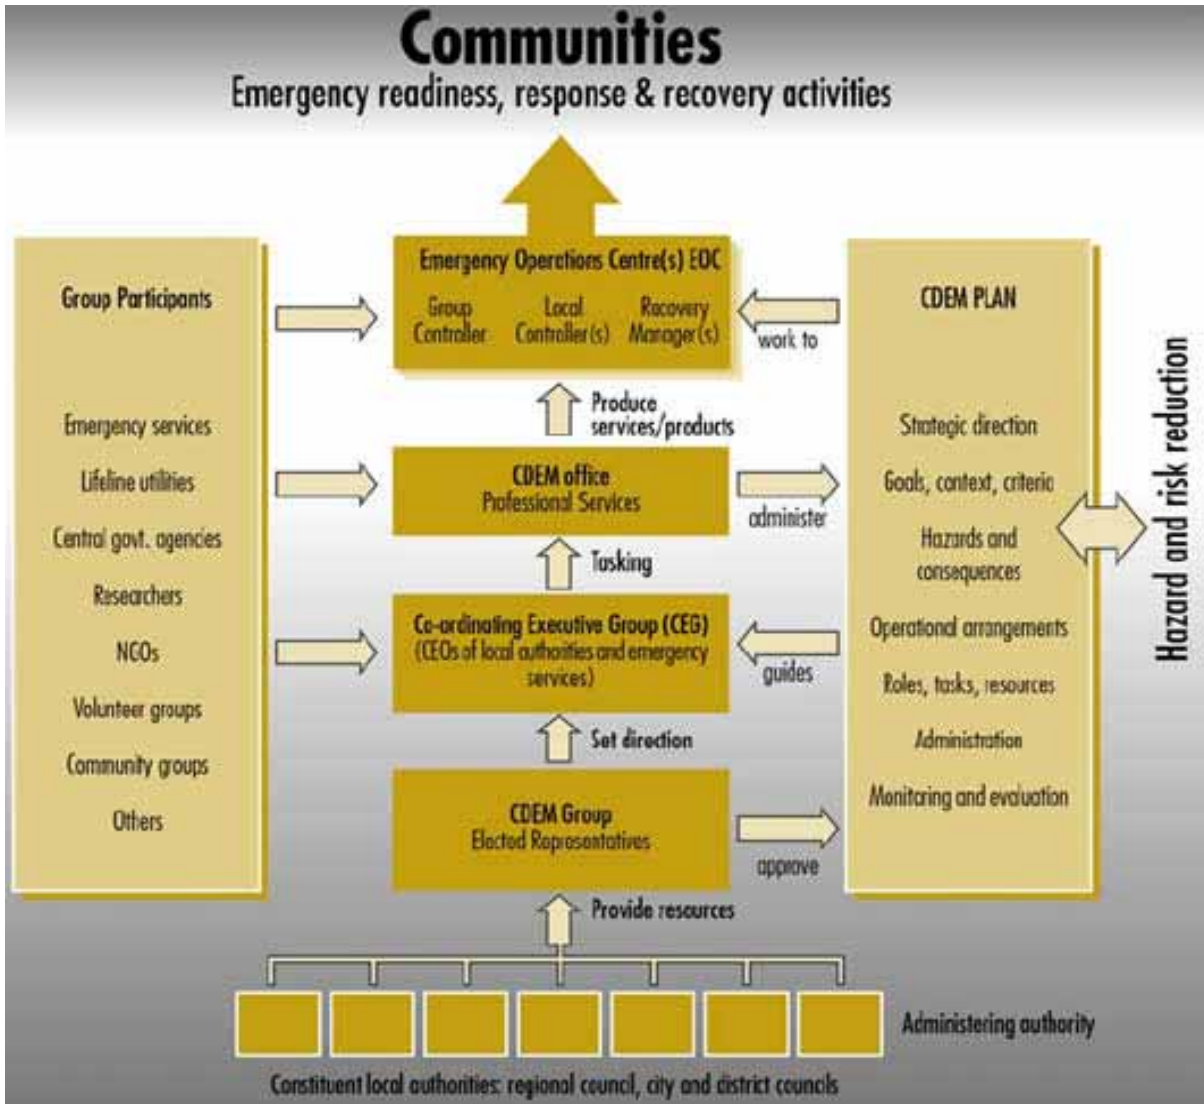 Communities
Emergency readiness, response & recovery activities
Group Participants
Emergency services
Lifeline utilities
Central govt. agencies
Researchers
NGOs
Volunteer groups
Community groups
Others
Emergency Operations Centre(s) EOC
Group
Controller
Local
Controller(s)
Recovery
Manager(s)
Produce
services/products
CDEM office
Professional Services
Tasking
Co-ordinating Executive Group (CEG)
(CEOs of local authorities and emergency
services)
Set direction
CDEM Group
Elected Representatives
Provide resources
work to
administer
guides
approve
CDEM PLAN
Strategic direction
Goals, context, criteria
Hazards and
consequences
Operational arrangements
Roles, tasks, resources
Administration
Monitoring and evaluation
Hazard and risk reduction
Administering authority
Constituent local authorities: regional council, city and district councils